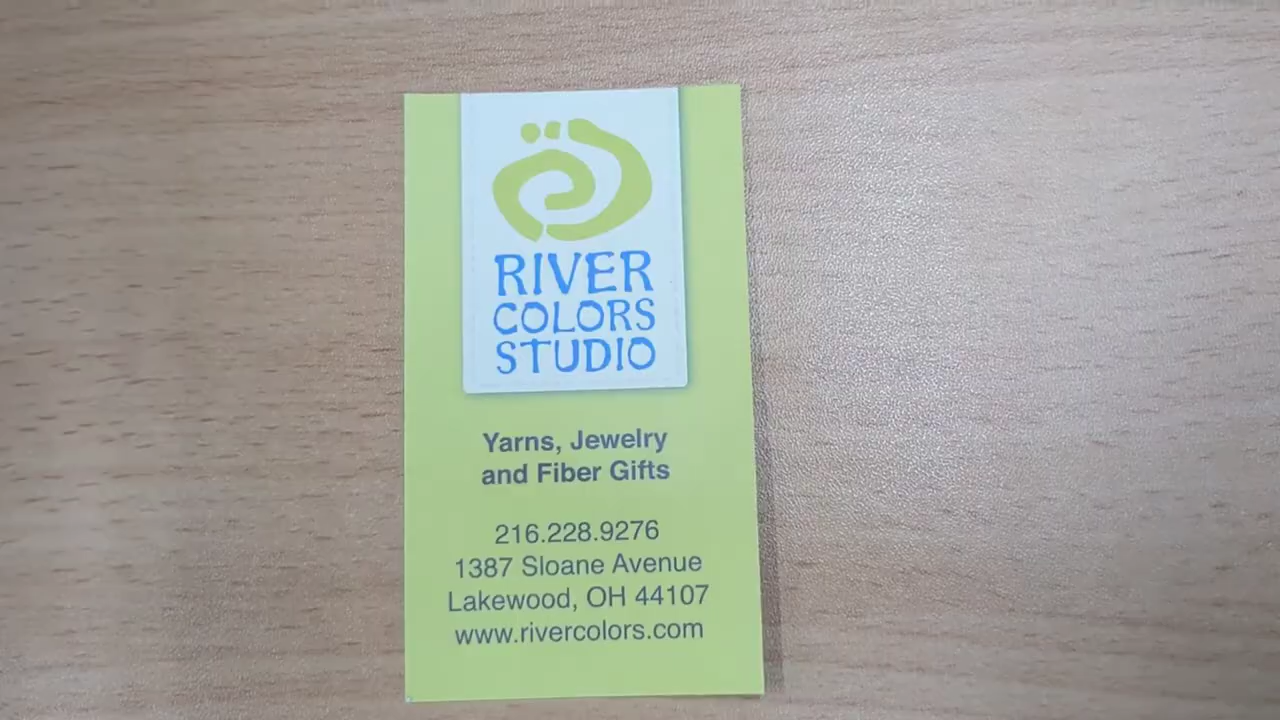 RIVER
COLORS
STUDIO
Yarns, Jewelry
and Fiber Gifts
216.228.9276
1387 Sloane Avenue
Lakewood, OH 44107
www.rivercolors.com